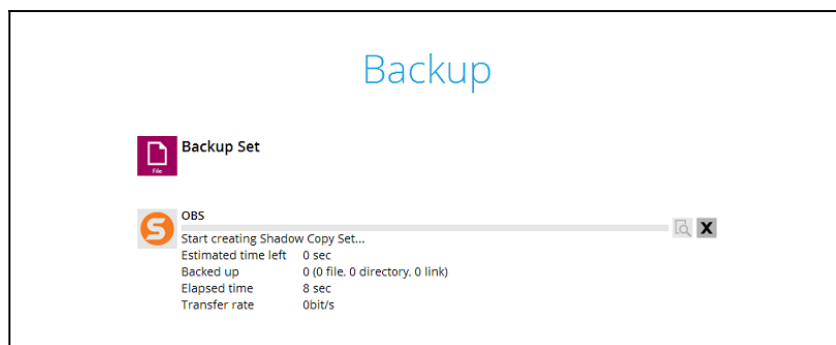 Backup
Backup Set
File
OBS
S
X
Start creating Shadow Copy Set...
Estimated time left 0 sec
Backed up 0 (0 file, 0 directory, 0 link)
Elapsed time 8 sec
Transfer rate 0bit/s